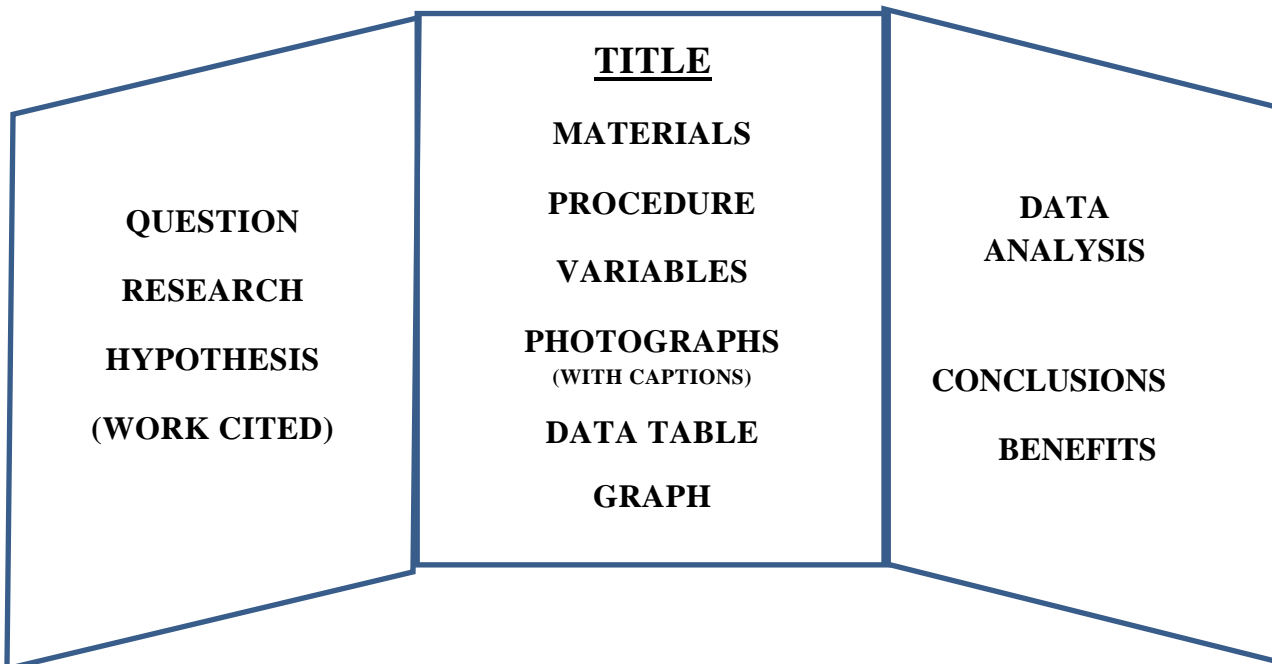 QUESTION
RESEARCH
HYPOTHESIS
(WORK CITED)
TITLE
MATERIALS
PROCEDURE
VARIABLES
PHOTOGRAPHS
(WITH CAPTIONS)
DATA TABLE
GRAPH
DATA
ANALYSIS
CONCLUSIONS
BENEFITS